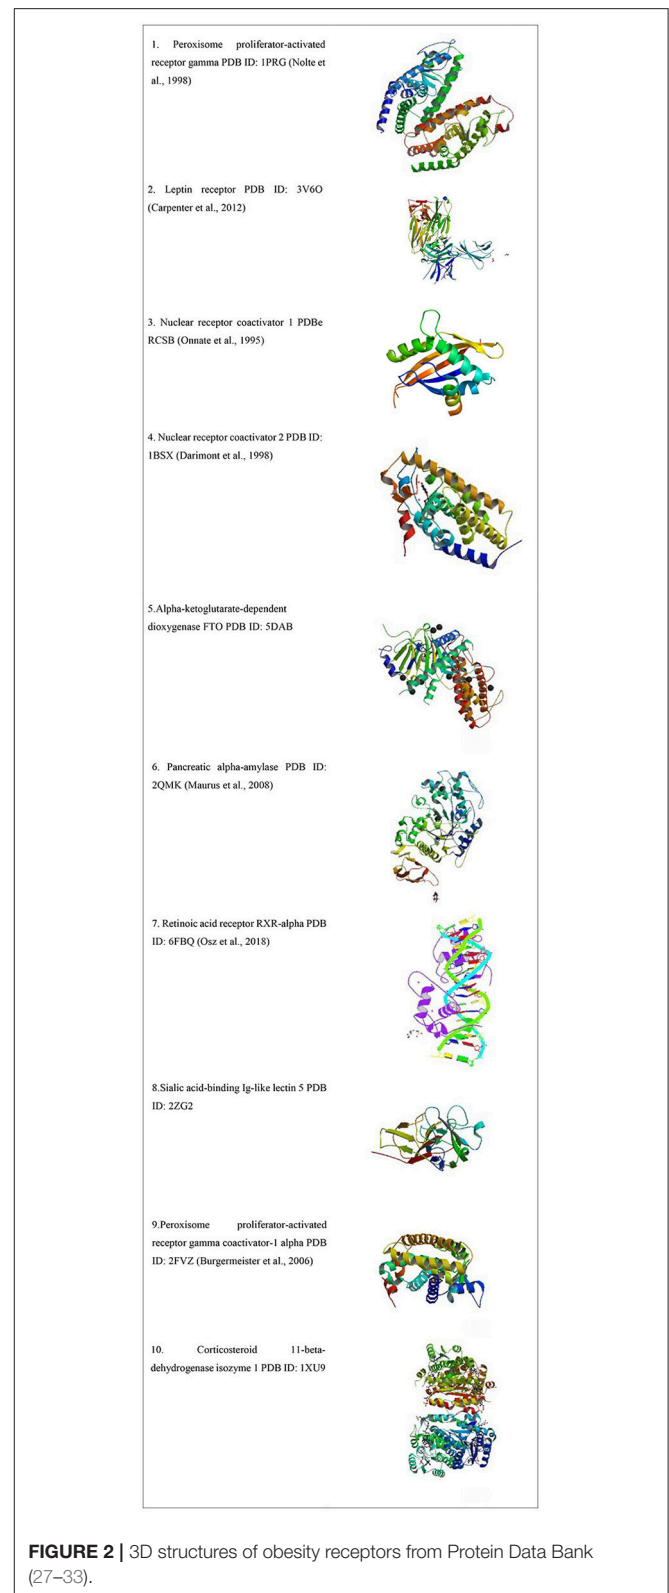 1. Peroxisome proliferator-activated
receptor gamma PDB ID: 1PRG (Nolte et
al., 1998)
2. Leptin receptor PDB ID: 3V6O
(Carpenter et al., 2012)
3. Nuclear receptor coactivator 1 PDBe
RCSB (Onnate et al., 1995)
4. Nuclear receptor coactivator 2 PDB ID:
1BSX (Darimont et al., 1998)
5.Alpha-ketoglutarate-dependent
dioxygenase FTO PDB ID: 5DAB
6. Pancreatic alpha-amylase PDB ID:
2QMK (Maurus et al., 2008)
7. Retinoic acid receptor RXR-alpha PDB
ID: 6FBQ (Osz et al., 2018)
8.Sialic acid-binding Ig-like lectin 5 PDB
ID: 2ZG2
9.Peroxisome proliferator-activated
receptor gamma coactivator-1 alpha PDB
ID: 2FVZ (Burgermeister et al., 2006)
10. Corticosteroid 11-beta-
dehydrogenase isozyme 1 PDB ID: 1XU9
FIGURE 2 | 3D structures of obesity receptors from Protein Data Bank
(27–33).